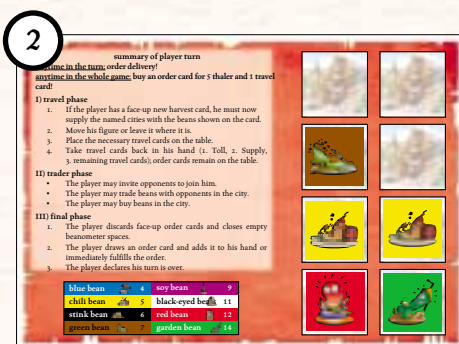 2
summary of player turn
anytime in the turn: order delivery!
anytime in the whole game: buy an order card for 5 thaler and 1 travel
card!
I) travel phase
1. If the player has a face-up new harvest card, he must now
supply the named cities with the beans shown on the card.
2. Move his figure or leave it where it is.
3. Place the necessary travel cards on the table.
4. Take travel cards back in his hand (1. Toll, 2. Supply,
3. remaining travel cards); order cards remain on the table.
II) trader phase
• The player may invite opponents to join him.
• The player may trade beans with opponents in the city.
• The player may buy beans in the city.
III) final phase
1. The player discards face-up order cards and closes empty
beanometer spaces.
2. The player draws an order card and adds it to his hand or
immediately fulfills the order.
3. The player declares his turn is over.
blue bean 4 soy bean 9
chili bean 5 black-eyed bean 11
stink bean 6 red bean 12
green bean 7 garden bean 14